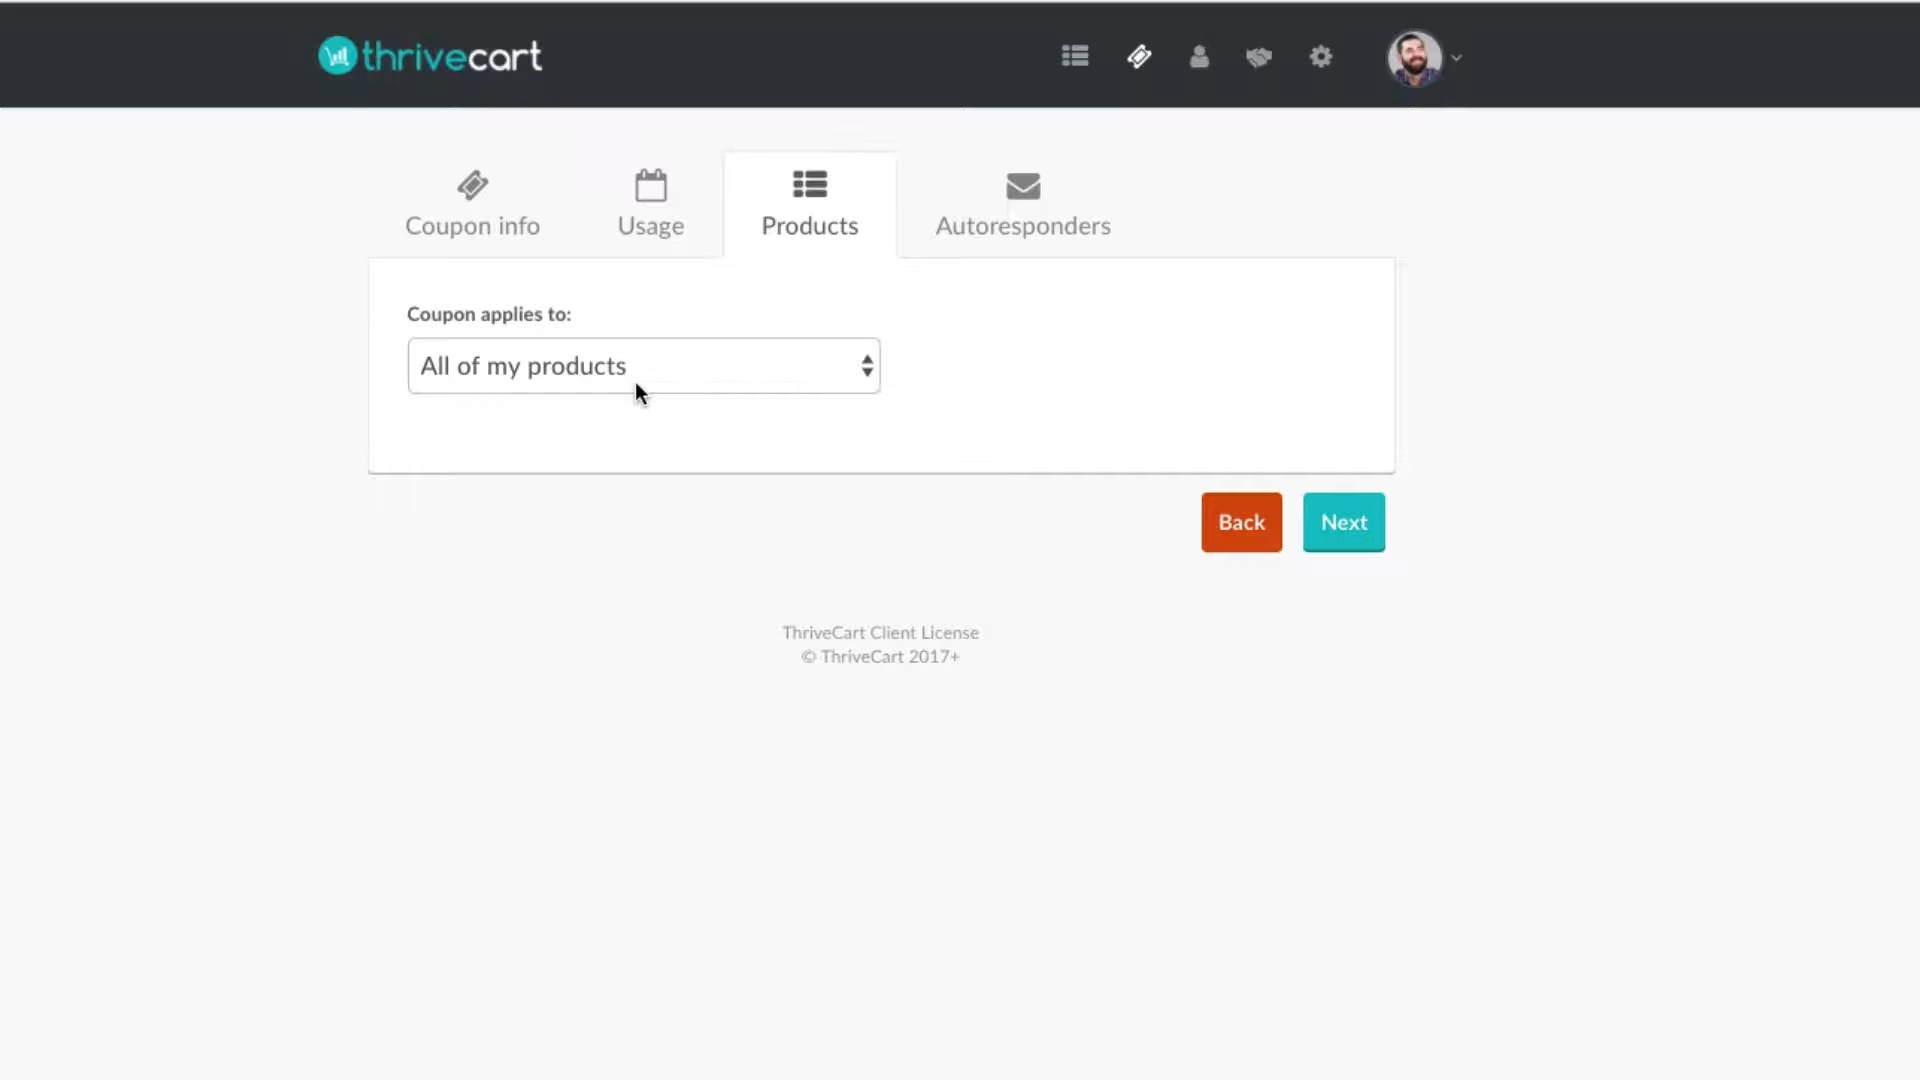 thrivecart
Coupon info
Usage
Products
Autoresponders
Coupon applies to:
All of my products
Back
Next
ThriveCart Client License
© ThriveCart 2017+